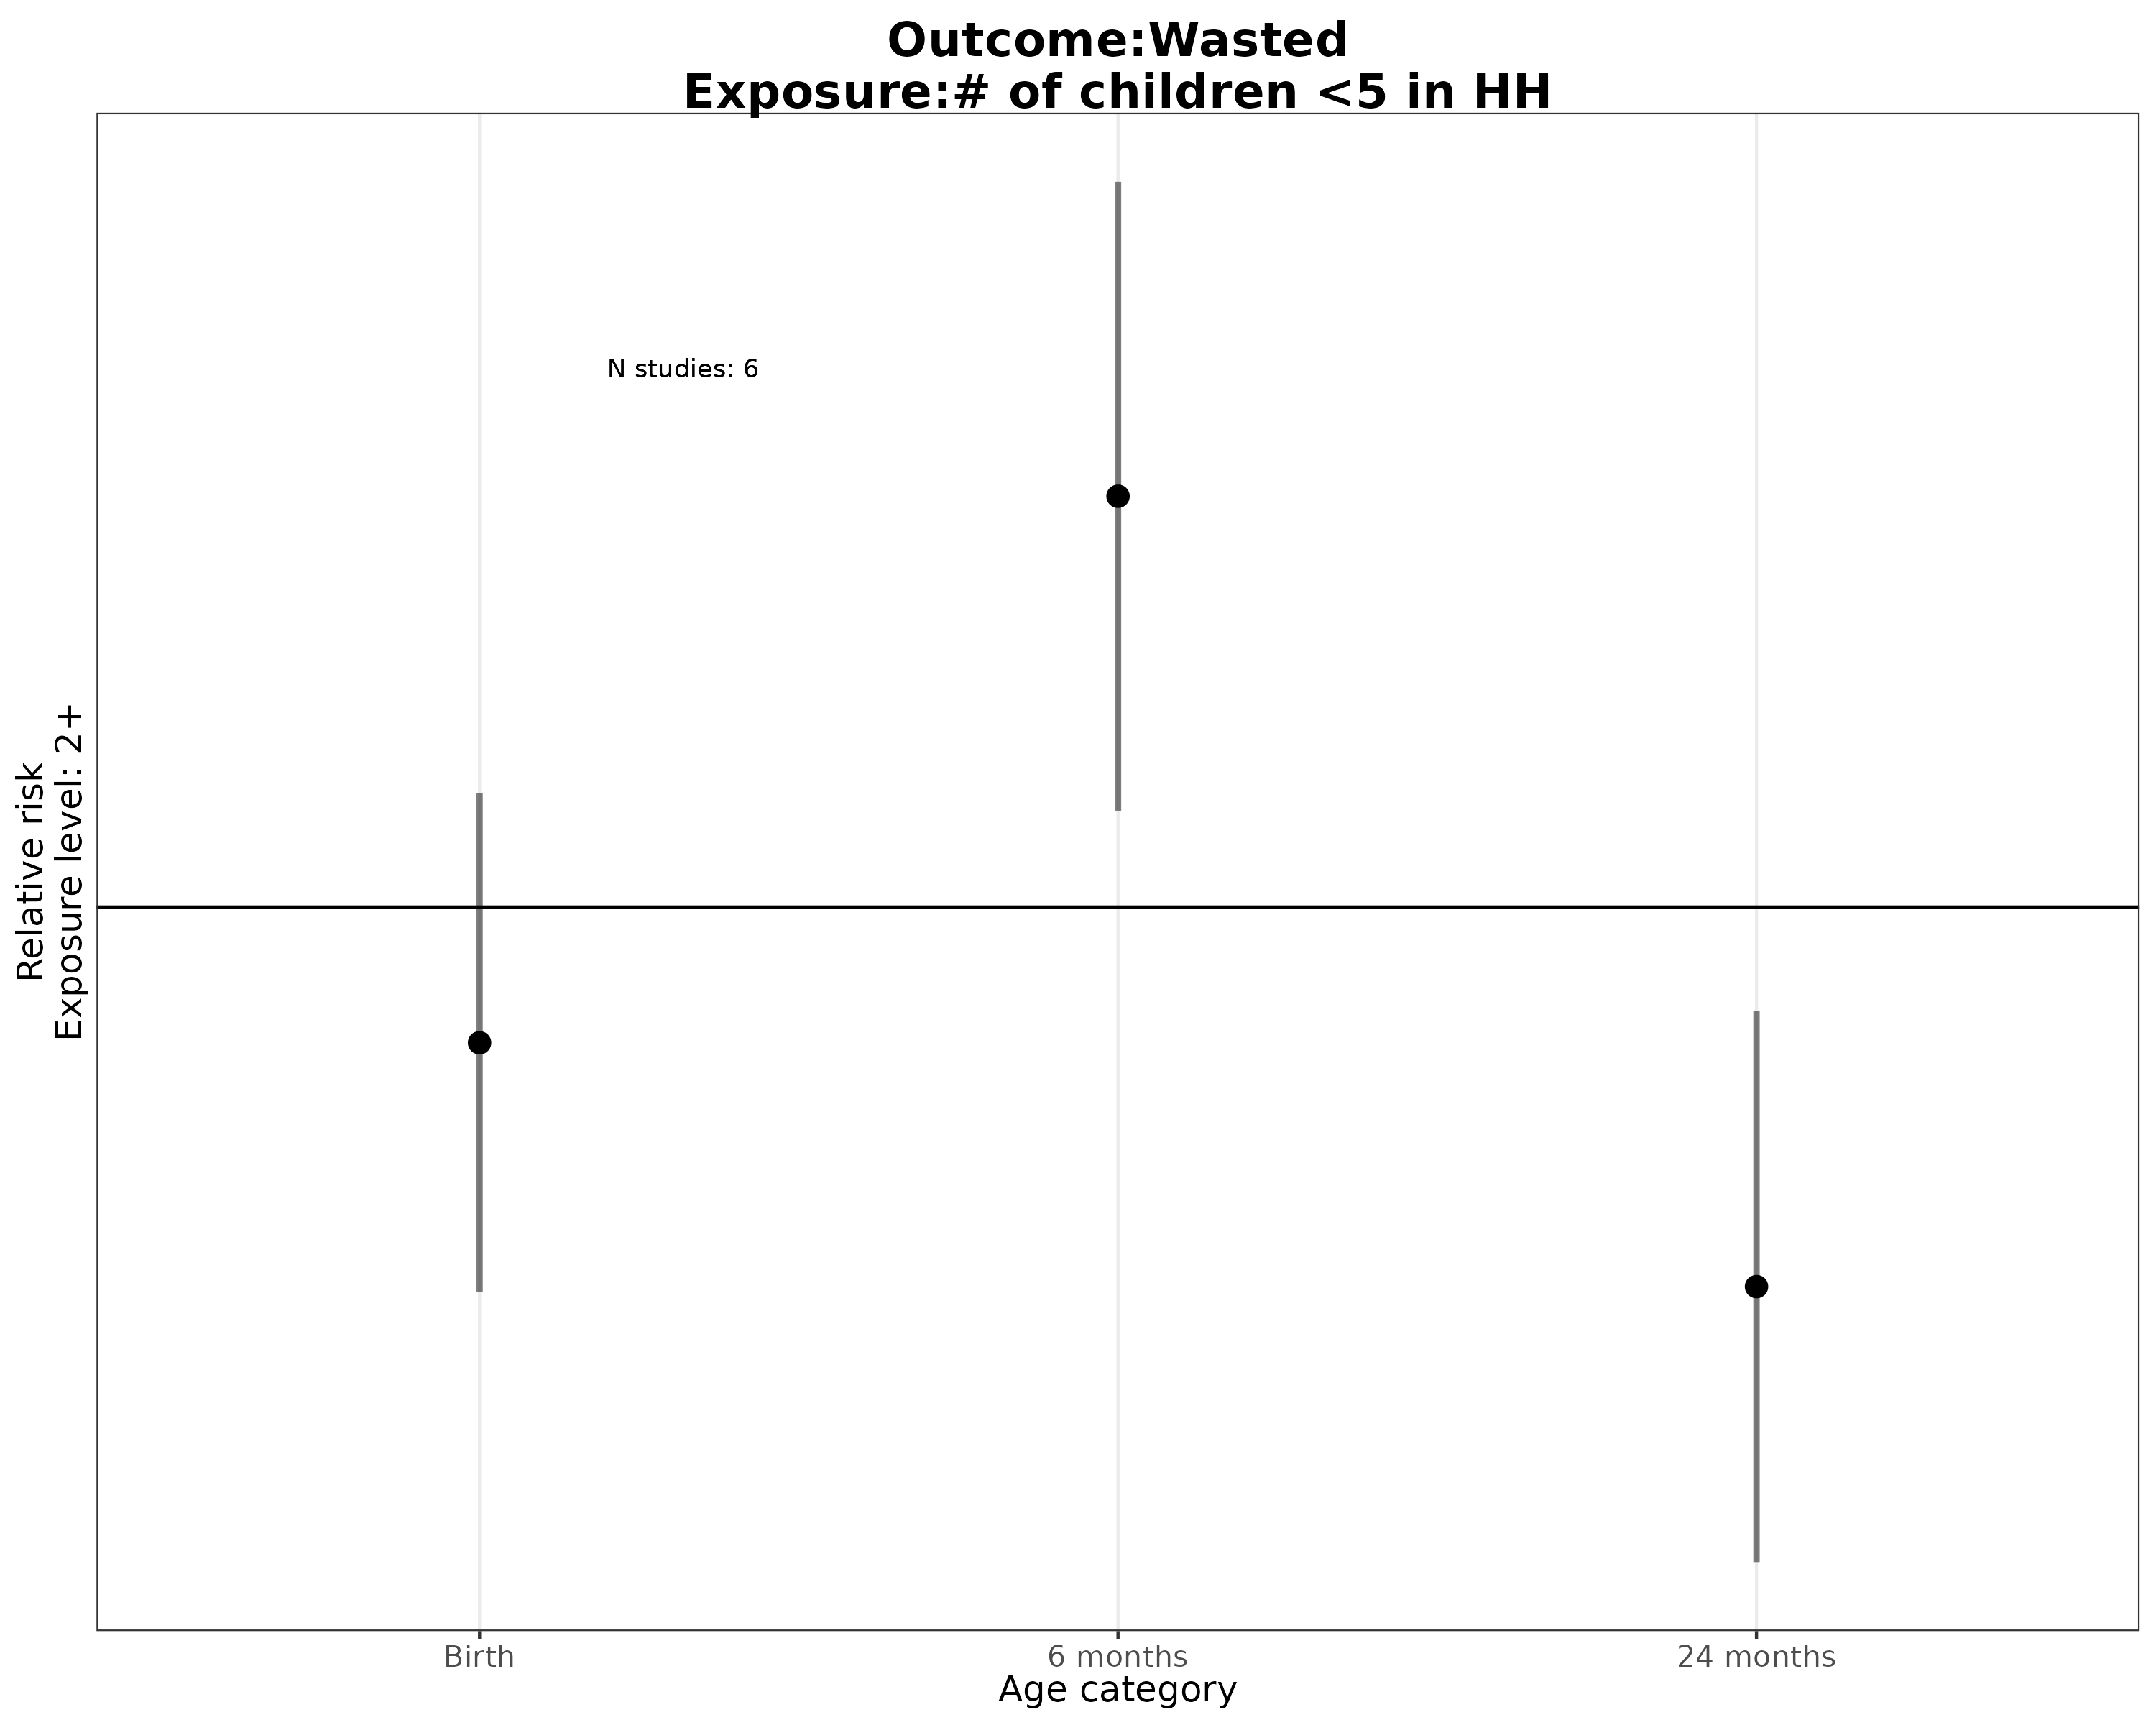 Outcome:Wasted
Exposure:# of children <5 in HH
N studies: 6
Relative risk
Exposure level: 2+
Birth
6 months
24 months
Age category